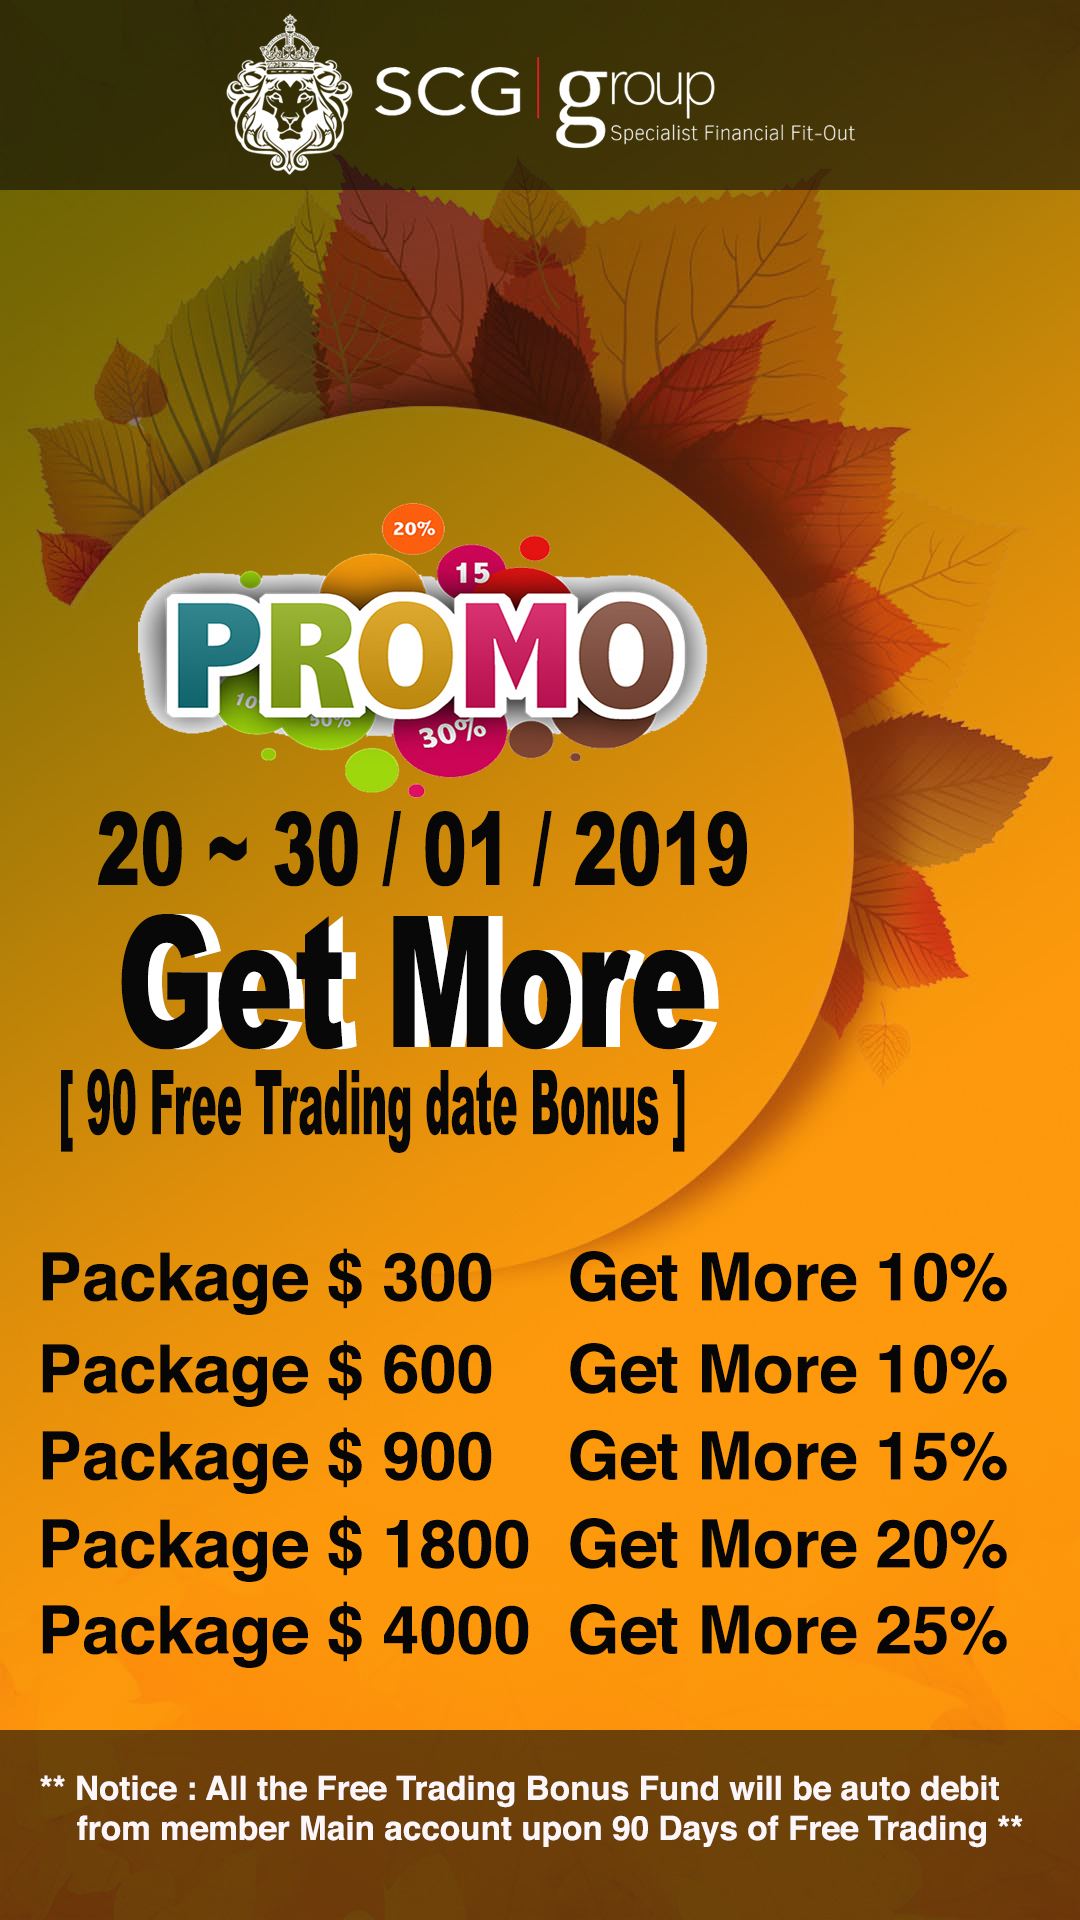 SCG group
Specialist Financial Fit-Out
20%
15
PROMO
10
50%
30%
20 ~ 30 / 01 / 2019
Get More
[ 90 Free Trading date Bonus ]
Package $ 300 Get More 10%
Package $ 600 Get More 10%
Package $ 900 Get More 15%
Package $ 1800 Get More 20%
Package $ 4000 Get More 25%
** Notice : All the Free Trading Bonus Fund will be auto debit
from member Main account upon 90 Days of Free Trading **